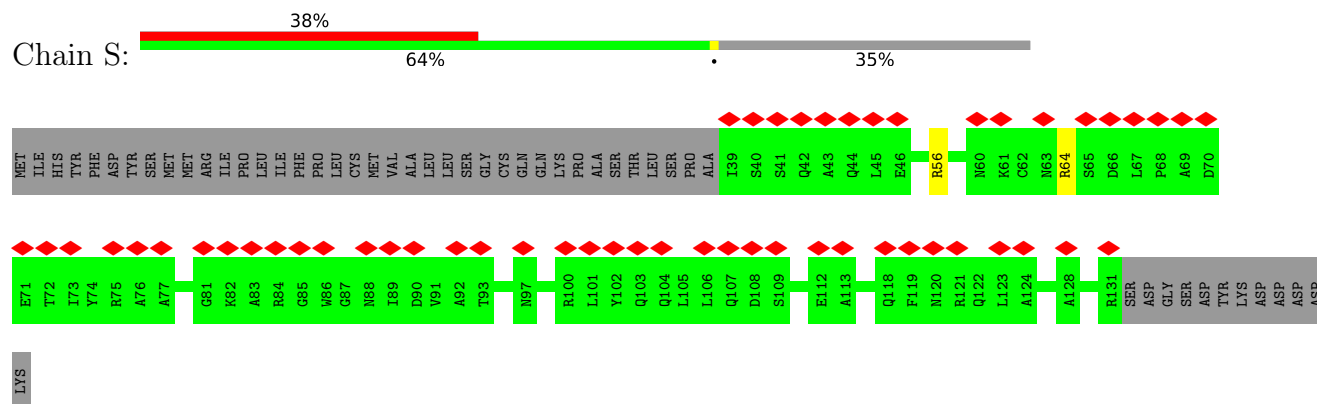 38%
Chain S:
64% • 35%
MET ILE HIS TYR PHE ASP TYR SER MET MET ARG ILE PRO LEU ILE PHE PRO LEU CYS MET VAL ALA LEU LEU SER GLY CYS GLN GLN LYS PRO ALA SER THR LEU SER PRO ALA I39 S40 S41 Q42 A43 Q44 L45 E46 R56 N60 K61 C62 N63 R64 S65 D66 L67 P68 A69 D70
E71 T72 I73 Y74 R75 A76 A77 G81 K82 A83 R84 G85 W86 G87 N88 I89 D90 V91 A92 T93 N97 R100 L101 Y102 Q103 Q104 L105 L106 Q107 D108 S109 E112 A113 Q118 F119 N120 R121 Q122 L123 A124 A128 R131 SER ASP GLY SER ASP TYR LYS ASP ASP ASP ASP
LYS